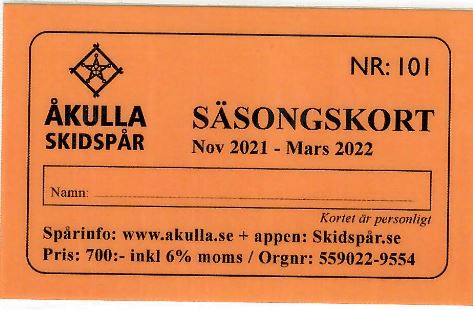 NR: 101
ÅKULLA
SKIDSPÅR
SÄSONGSKORT
Nov 2021 - Mars 2022
Namn:
Kortet är personligt
Spårinfo: www.akulla.se + appen: Skidspår.se
Pris: 700:- inkl 6% moms / Orgnr: 559022-9554